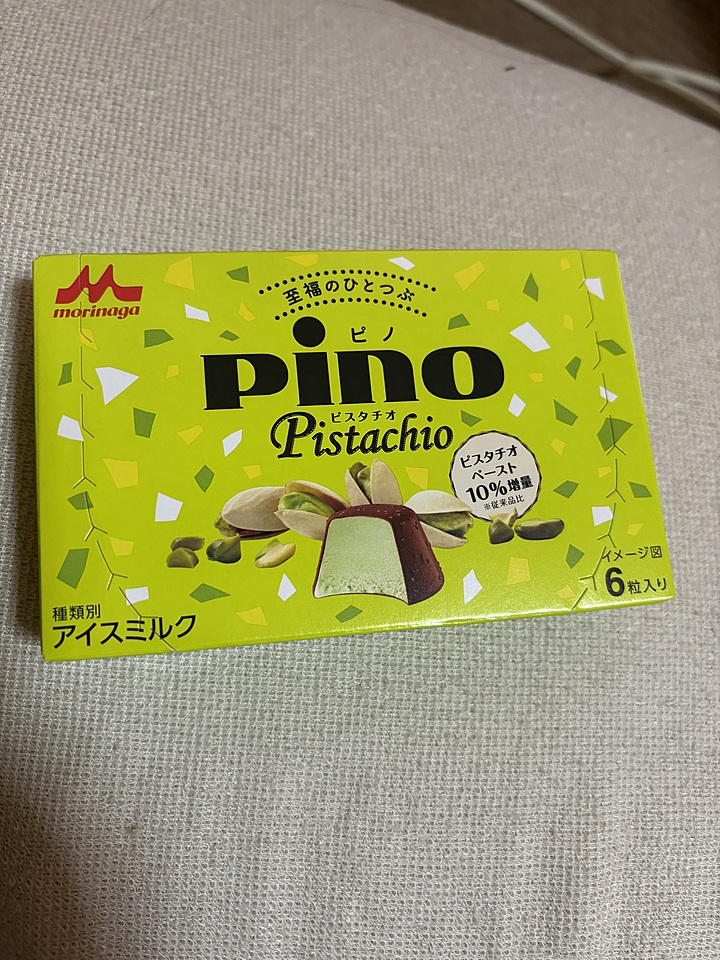 morinaga
至福のひとつぶ
ピノ
pino
ピスタチオ
Pistachio
ピスタチオ
ペースト
10%増量
※従来品比
イメージ図
6粒入り
種類別
アイスミルク